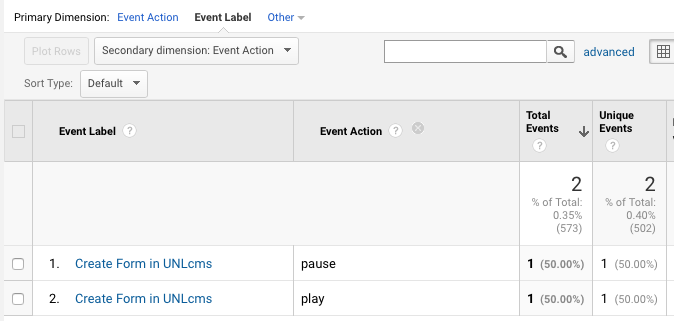 Primary Dimension: Event Action Event Label Other
Plot Rows Secondary dimension: Event Action advanced
Sort Type: Default
Event Label ? Event Action ? Total Events ? Unique Events ?
2 2
% of Total: % of Total:
0.35% 0.40%
(573) (502)
1. Create Form in UNLcms pause 1 (50.00%) 1 (50.00%)
2. Create Form in UNLcms play 1 (50.00%) 1 (50.00%)